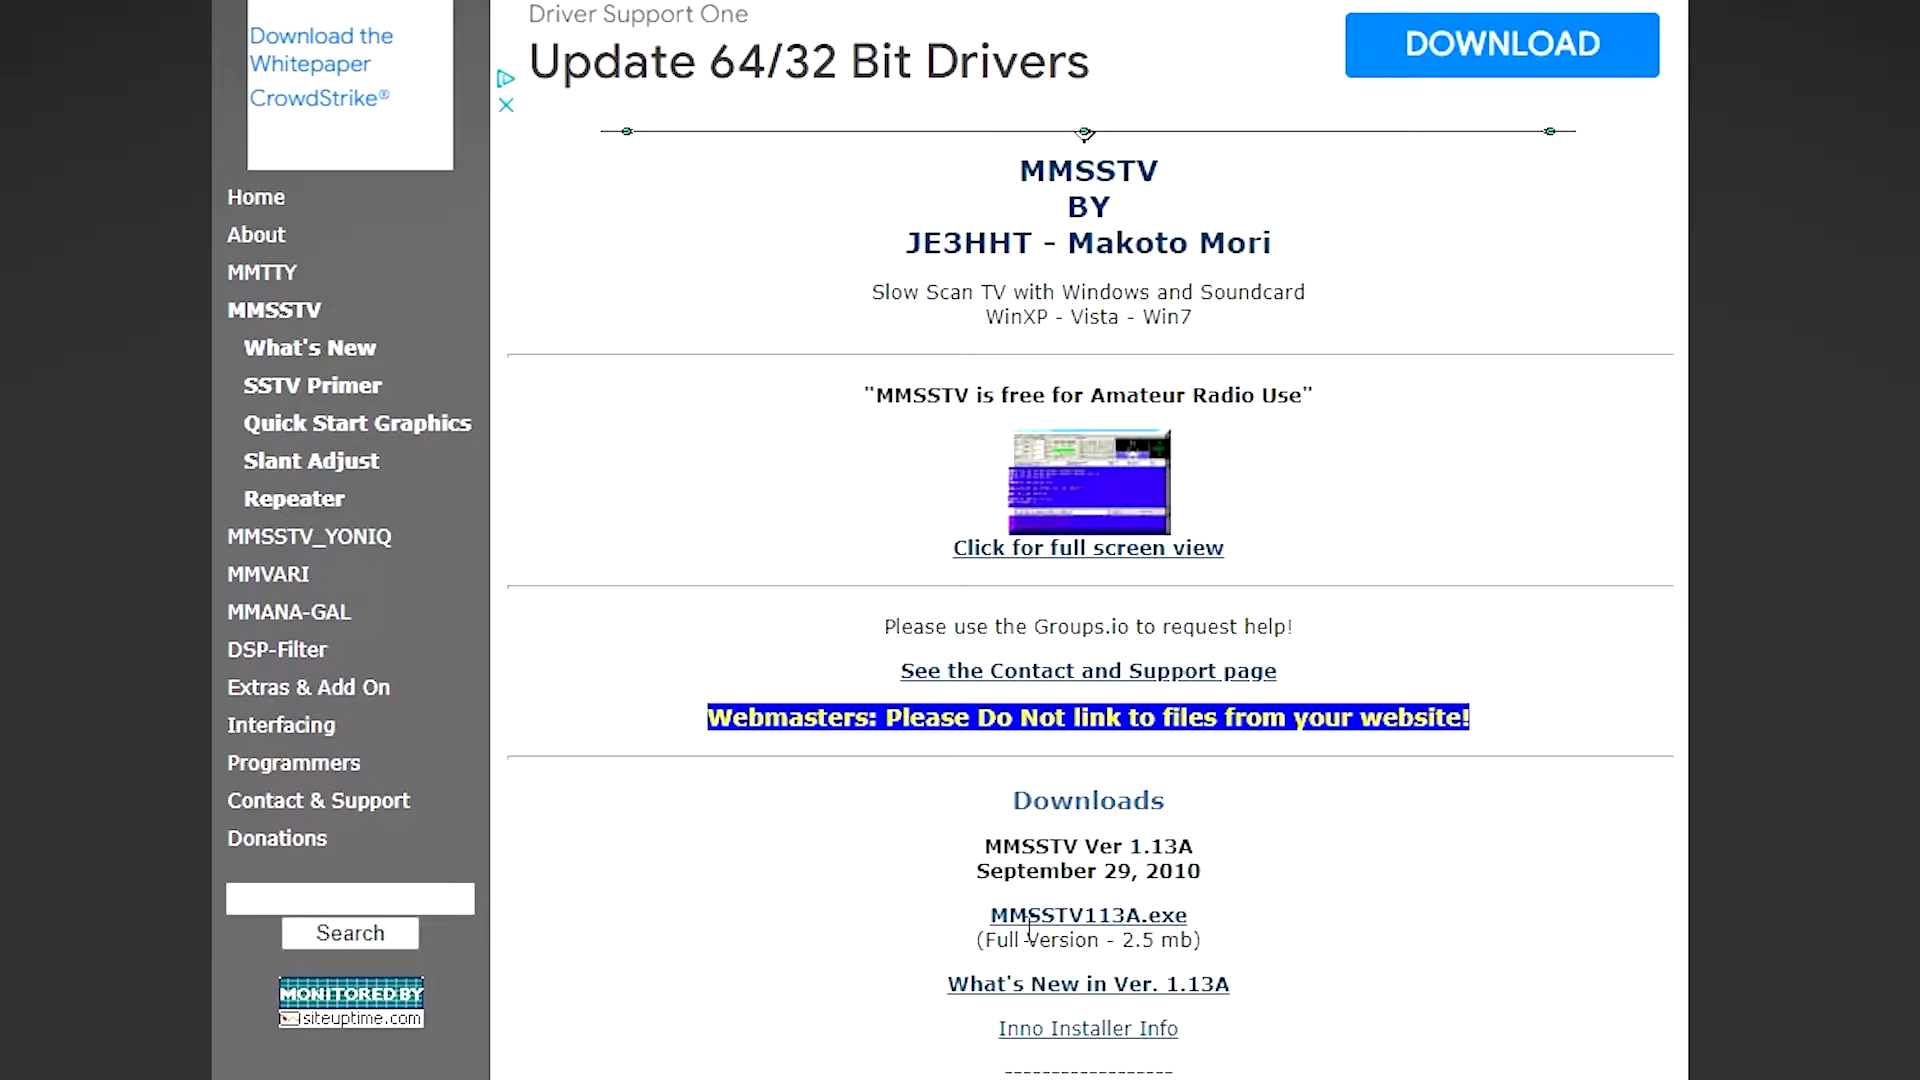 Download the
Whitepaper
CrowdStrike®
Home
About
MMTTY
MMSSTV
What's New
SSTV Primer
Quick Start Graphics
Slant Adjust
Repeater
MMSSTV_YONIQ
MMVARI
MMANA-GAL
DSP-Filter
Extras & Add On
Interfacing
Programmers
Contact & Support
Donations
Search
MONITORED BY
siteuptime.com
Driver Support One
Update 64/32 Bit Drivers
DOWNLOAD
MMSSTV
BY
JE3HHT - Makoto Mori
Slow Scan TV with Windows and Soundcard
WinXP - Vista - Win7
"MMSSTV is free for Amateur Radio Use"
Click for full screen view
Please use the Groups.io to request help!
See the Contact and Support page
Webmasters: Please Do Not link to files from your website!
Downloads
MMSSTV Ver 1.13A
September 29, 2010
MMSSTV113A.exe
(Full Version - 2.5 mb)
What's New in Ver. 1.13A
Inno Installer Info
------------------